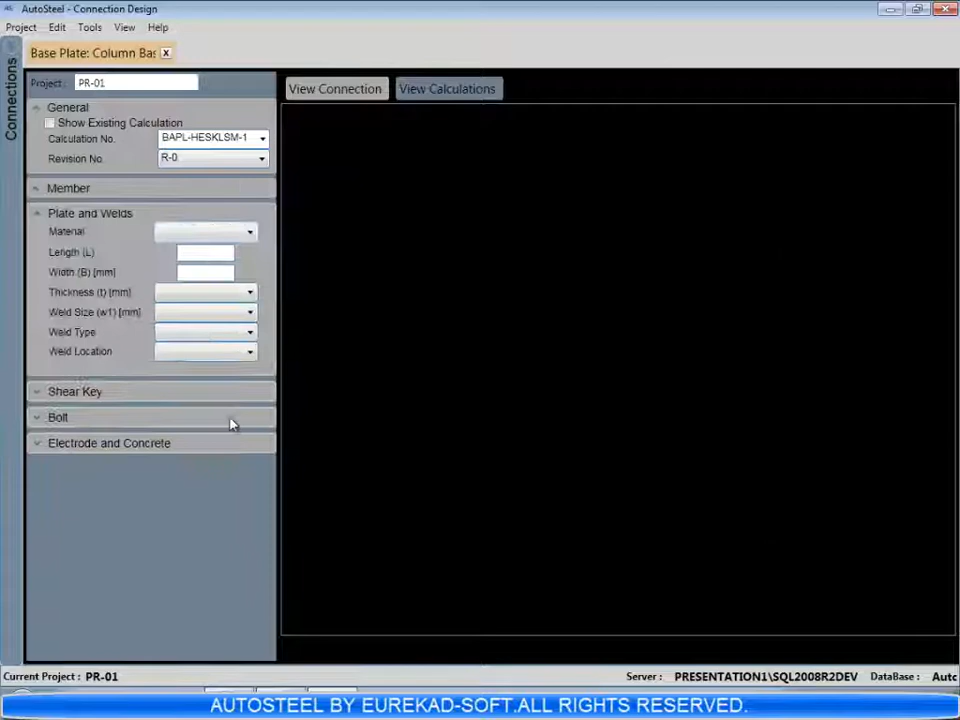 AutoSteel - Connection Design
Project Edit Tools View Help
Connections
Base Plate: Column Bas x
Project : PR-01
View Connection View Calculations
General
Show Existing Calculation
Calculation No. BAPL-HESKLSM-1
Revision No. R-0
Member
Plate and Welds
Material
Length (L)
Width (B) [mm]
Thickness (t) [mm]
Weld Size (w1) [mm]
Weld Type
Weld Location
Shear Key
Bolt
Electrode and Concrete
Current Project : PR-01 Server : PRESENTATION1\SQL2008R2DEV DataBase : Autc
AUTOSTEEL BY EUREKAD-SOFT.ALL RIGHTS RESERVED.